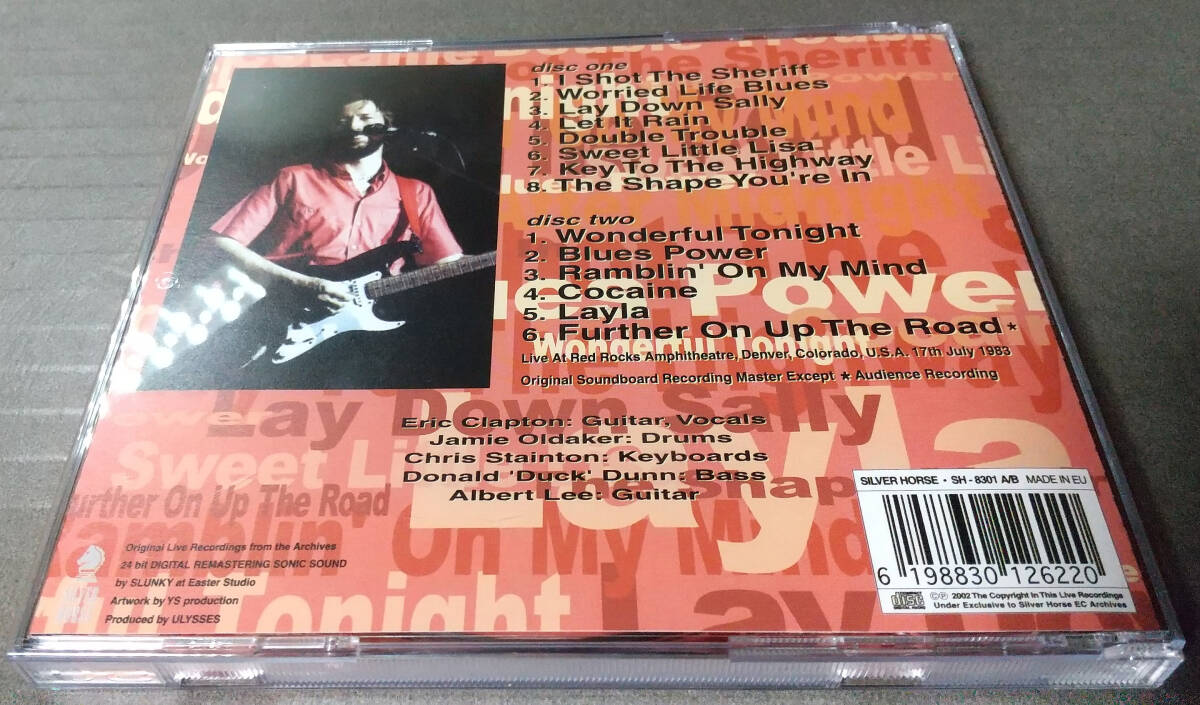 disc one
1. I Shot The Sheriff
2. Worried Life Blues
3. Lay Down Sally
4. Let It Rain
5. Double Trouble
6. Sweet Little Lisa
7. Key To The Highway
8. The Shape You're In
disc two
1. Wonderful Tonight
2. Blues Power
3. Ramblin' On My Mind
4. Cocaine
5. Layla
6. Further On Up The Road *
Live At Red Rocks Amphitheatre, Denver, Colorado, U.S.A. 17th July 1983
Original Soundboard Recording Master Except * Audience Recording
Eric Clapton: Guitar, Vocals
Jamie Oldaker: Drums
Chris Stainton: Keyboards
Donald 'Duck' Dunn: Bass
Albert Lee: Guitar
Wonderful Tonight
Lay Down Sally
Layla
Sweet Little
Further On Up The Road
Ramblin' On My Mind
Power
Tonight
Original Live Recordings from the Archives
24 bit DIGITAL REMASTERING SONIC SOUND
by SLUNKY at Easter Studio
Artwork by YS production
Produced by ULYSSES
SILVER HORSE
SILVER HORSE • SH - 8301 A/B MADE IN EU
6 198830 126220
©℗ 2002 The Copyright In This Live Recordings
Under Exclusive to Silver Horse EC Archives